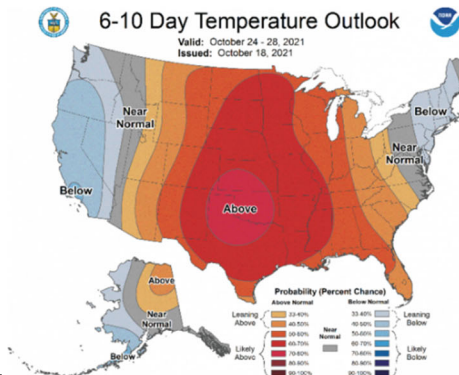 6-10 Day Temperature Outlook
Valid: October 24 - 28, 2021
Issued: October 18, 2021
Near
Normal
Below
Below
Near
Normal
Above
Above
Near
Normal
Below
Probability (Percent Chance)
Above Normal
Below Normal
Leaning
Above
33-40%
40-50%
50-60%
60-70%
70-80%
80-90%
90-100%
Likely
Above
Near
Normal
33-40%
40-50%
50-60%
60-70%
70-80%
80-90%
90-100%
Leaning
Below
Likely
Below